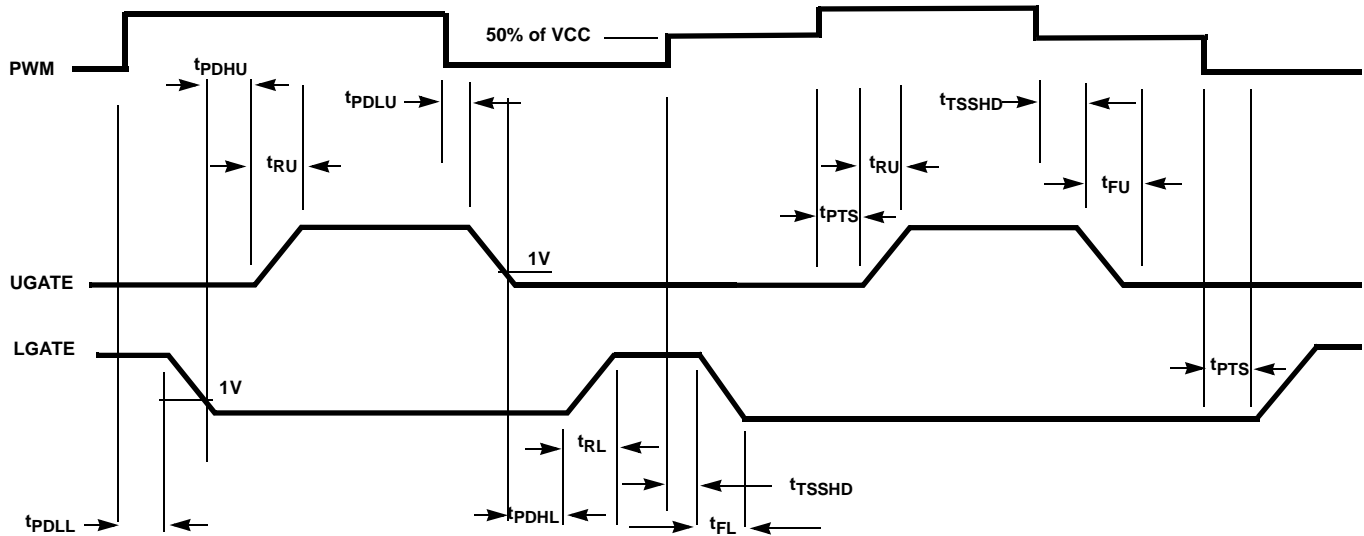 50% of VCC
PWM
tPDHU
tPDLU
tTSSHD
tRU
tRU
tFU
tPTS
1V
UGATE
LGATE
tPTS
1V
tRL
tTSSHD
tPDLL
tPDHL
tFL